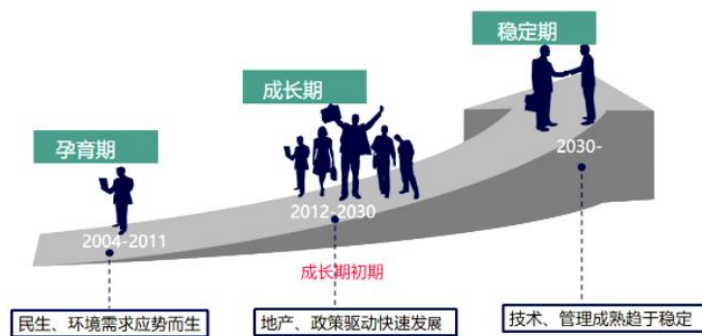 稳定期
成长期
孕育期
2030-
2012-2030
2004-2011
成长期初期
民生、环境需求应势而生
地产、政策驱动快速发展
技术、管理成熟趋于稳定